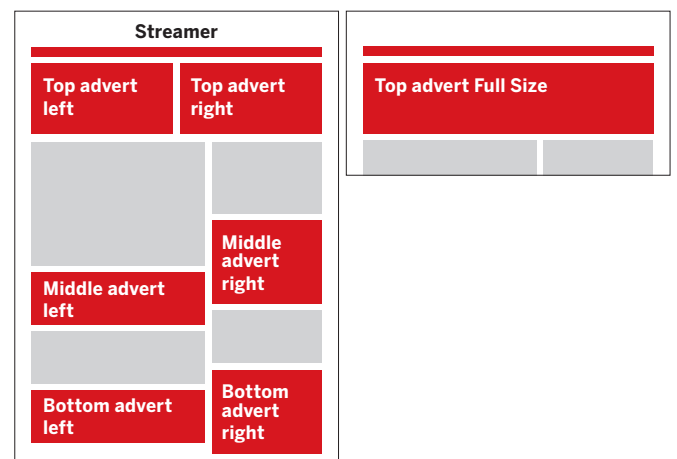 Streamer
Top advert
left
Top advert
right
Middle
advert
right
Middle advert
left
Bottom
advert
right
Bottom advert
left
Top advert Full Size